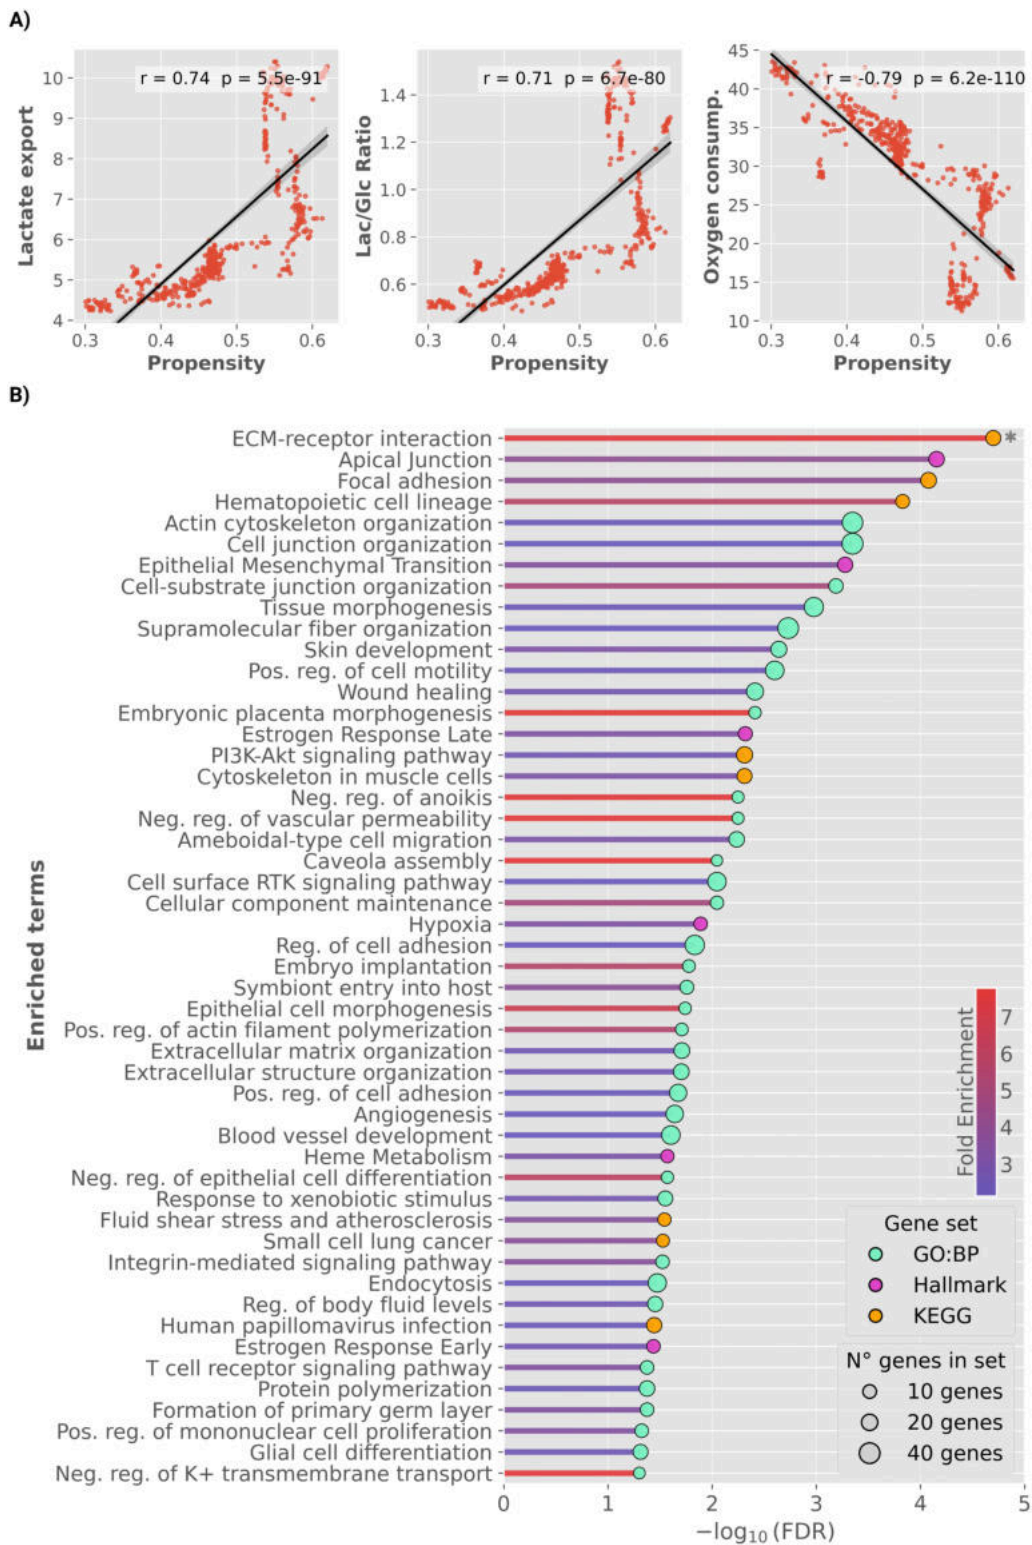 A)
r = 0.74 p = 5.5e-91
Lactate export
10
9
8
7
6
5
4
0.3 0.4 0.5 0.6
Propensity
r = 0.71 p = 6.7e-80
Lac/Glc Ratio
1.4
1.2
1.0
0.8
0.6
0.3 0.4 0.5 0.6
Propensity
r = -0.79 p = 6.2e-110
Oxygen consump.
45
40
35
30
25
20
15
10
0.3 0.4 0.5 0.6
Propensity
B)
Enriched terms
ECM-receptor interaction *
Apical Junction
Focal adhesion
Hematopoietic cell lineage
Actin cytoskeleton organization
Cell junction organization
Epithelial Mesenchymal Transition
Cell-substrate junction organization
Tissue morphogenesis
Supramolecular fiber organization
Skin development
Pos. reg. of cell motility
Wound healing
Embryonic placenta morphogenesis
Estrogen Response Late
PI3K-Akt signaling pathway
Cytoskeleton in muscle cells
Neg. reg. of anoikis
Neg. reg. of vascular permeability
Ameboidal-type cell migration
Caveola assembly
Cell surface RTK signaling pathway
Cellular component maintenance
Hypoxia
Reg. of cell adhesion
Embryo implantation
Symbiont entry into host
Epithelial cell morphogenesis
Pos. reg. of actin filament polymerization
Extracellular matrix organization
Extracellular structure organization
Pos. reg. of cell adhesion
Angiogenesis
Blood vessel development
Heme Metabolism
Neg. reg. of epithelial cell differentiation
Response to xenobiotic stimulus
Fluid shear stress and atherosclerosis
Small cell lung cancer
Integrin-mediated signaling pathway
Endocytosis
Reg. of body fluid levels
Human papillomavirus infection
Estrogen Response Early
T cell receptor signaling pathway
Protein polymerization
Formation of primary germ layer
Pos. reg. of mononuclear cell proliferation
Glial cell differentiation
Neg. reg. of K+ transmembrane transport
0 1 2 3 4 5
−log10 (FDR)
Fold Enrichment
7
6
5
4
3
Gene set
GO:BP
Hallmark
KEGG
N° genes in set
10 genes
20 genes
40 genes